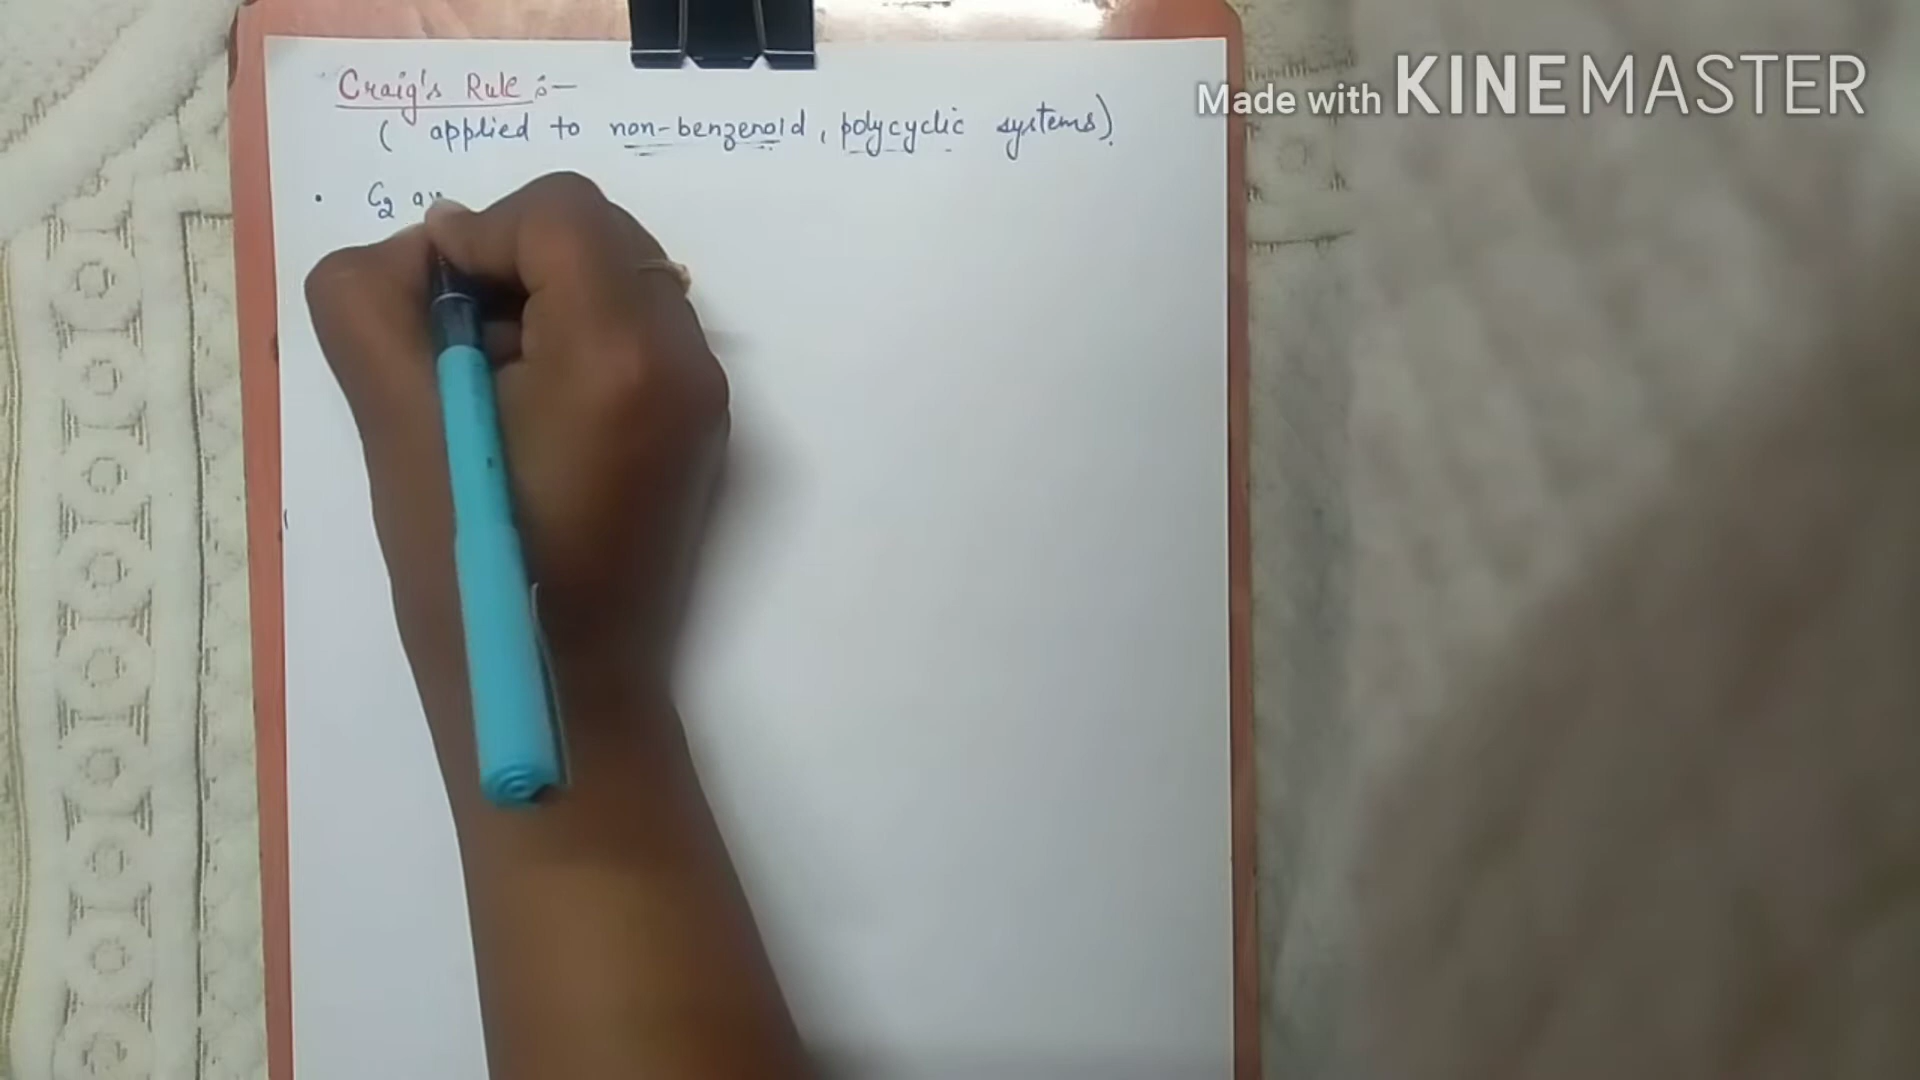 Made with KINEMASTER
Craig's Rule :-
( applied to non-benzenoid, polycyclic systems).
• C2